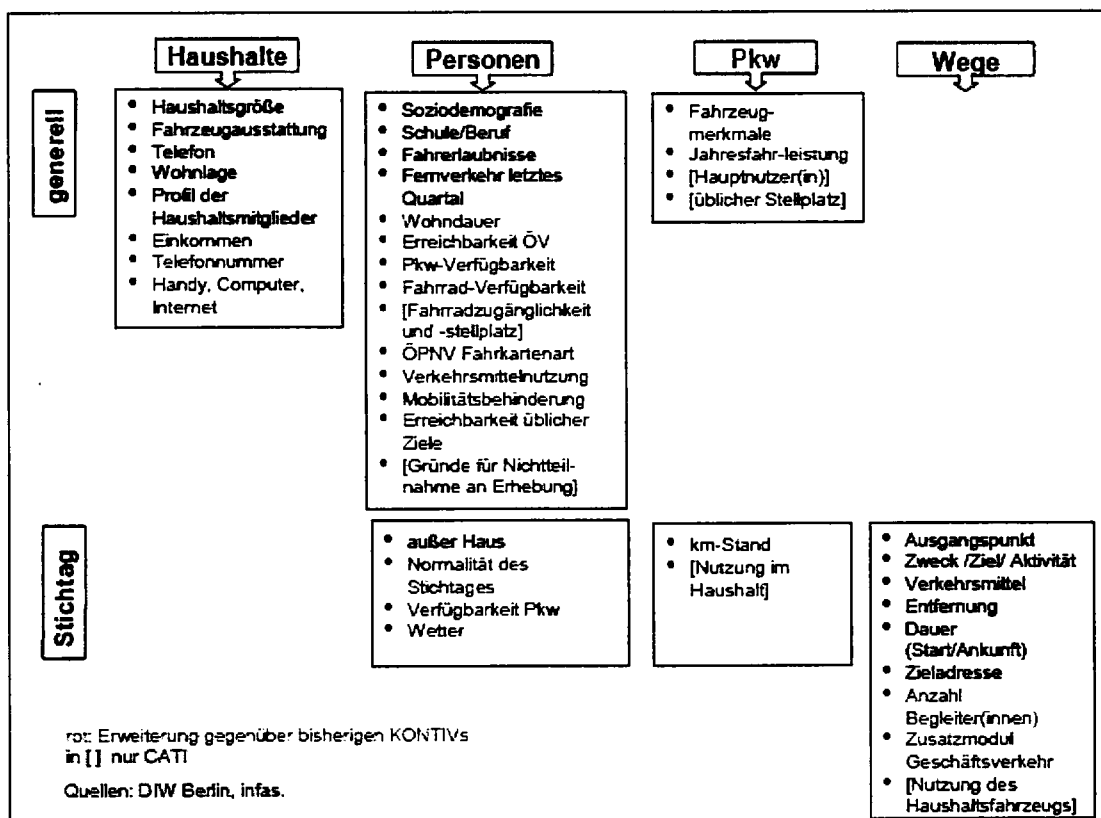 Haushalte
Personen
Pkw
Wege
generell
• Haushaltsgröße
• Fahrzeugausstattung
• Telefon
• Wohnlage
• Profil der
Haushaltsmitglieder
• Einkommen
• Telefonnummer
• Handy, Computer,
Internet
• Soziodemografie
• Schule/Beruf
• Fahrerlaubnisse
• Fernverkehr letztes
Quartal
• Wohndauer
• Erreichbarkeit ÖV
• Pkw-Verfügbarkeit
• Fahrrad-Verfügbarkeit
• [Fahrradzugänglichkeit
und -stellplatz]
• ÖPNV Fahrkartenart
• Verkehrsmittelnutzung
• Mobilitätsbehinderung
• Erreichbarkeit üblicher
Ziele
• [Gründe für Nichtteil-
nahme an Erhebung]
• Fahrzeug-
merkmale
• Jahresfahr-leistung
• [Hauptnutzer(in)]
• [üblicher Stellplatz]
Stichtag
• außer Haus
• Normalität des
Stichtages
• Verfügbarkeit Pkw
• Wetter
• km-Stand
• [Nutzung im
Haushalt]
• Ausgangspunkt
• Zweck /Ziel/ Aktivität
• Verkehrsmittel
• Entfernung
• Dauer
(Start/Ankunft)
• Zieladresse
• Anzahl
Begleiter(innen)
• Zusatzmodul
Geschäftsverkehr
• [Nutzung des
Haushaltsfahrzeugs]
rot: Erweiterung gegenüber bisherigen KONTIVs
in [ ] nur CATI
Quellen: DIW Berlin, infas.